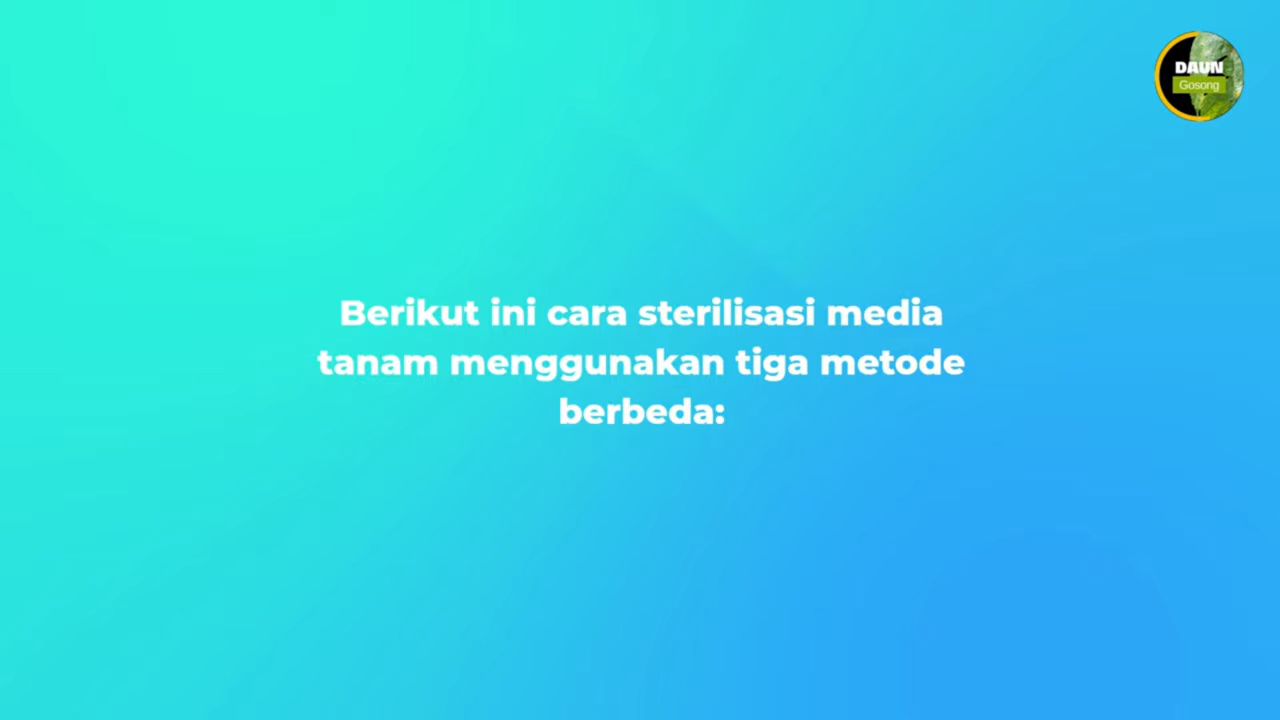 DAUN
Gosong
Berikut ini cara sterilisasi media
tanam menggunakan tiga metode
berbeda: